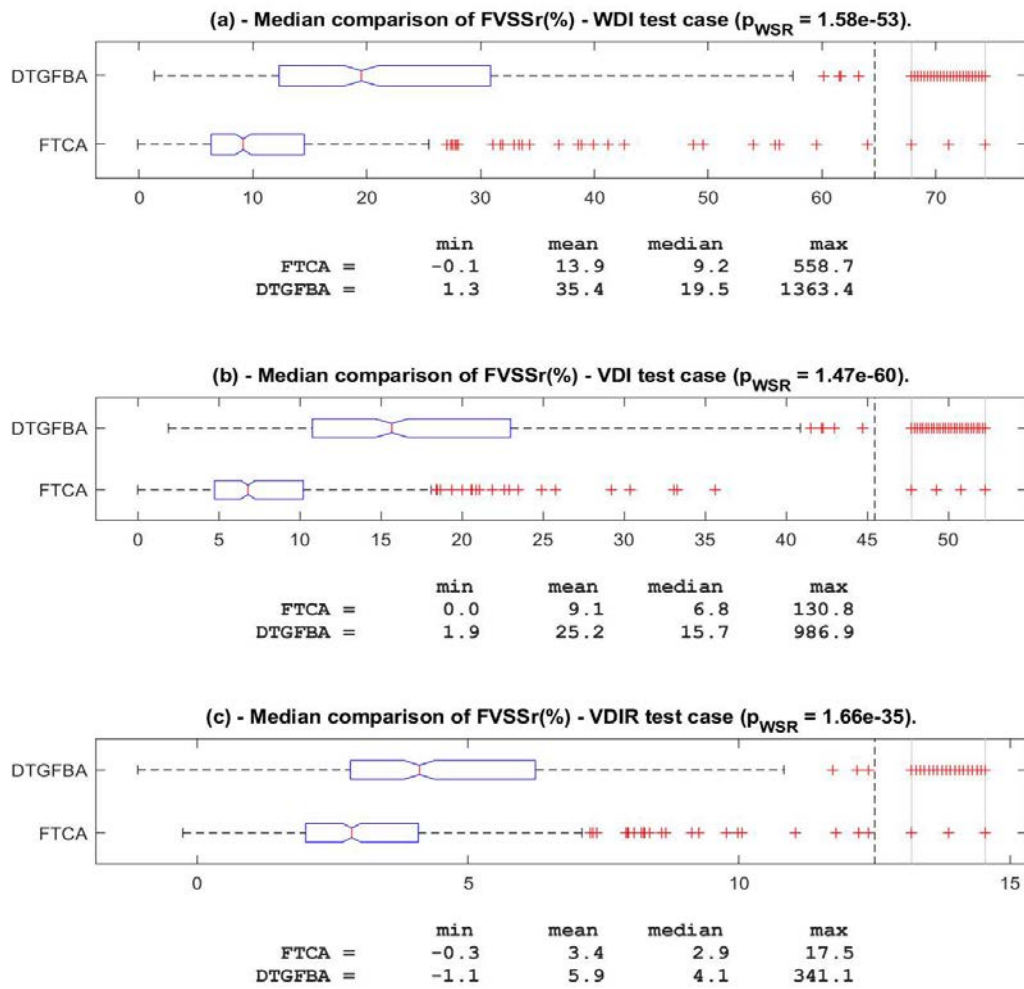 (a) - Median comparison of FVSSr(%) - WDI test case (pWSR = 1.58e-53).
DTGFBA
FTCA
0 10 20 30 40 50 60 70
min mean median max
FTCA = -0.1 13.9 9.2 558.7
DTGFBA = 1.3 35.4 19.5 1363.4
(b) - Median comparison of FVSSr(%) - VDI test case (pWSR = 1.47e-60).
DTGFBA
FTCA
0 5 10 15 20 25 30 35 40 45 50
min mean median max
FTCA = 0.0 9.1 6.8 130.8
DTGFBA = 1.9 25.2 15.7 986.9
(c) - Median comparison of FVSSr(%) - VDIR test case (pWSR = 1.66e-35).
DTGFBA
FTCA
0 5 10 15
min mean median max
FTCA = -0.3 3.4 2.9 17.5
DTGFBA = -1.1 5.9 4.1 341.1